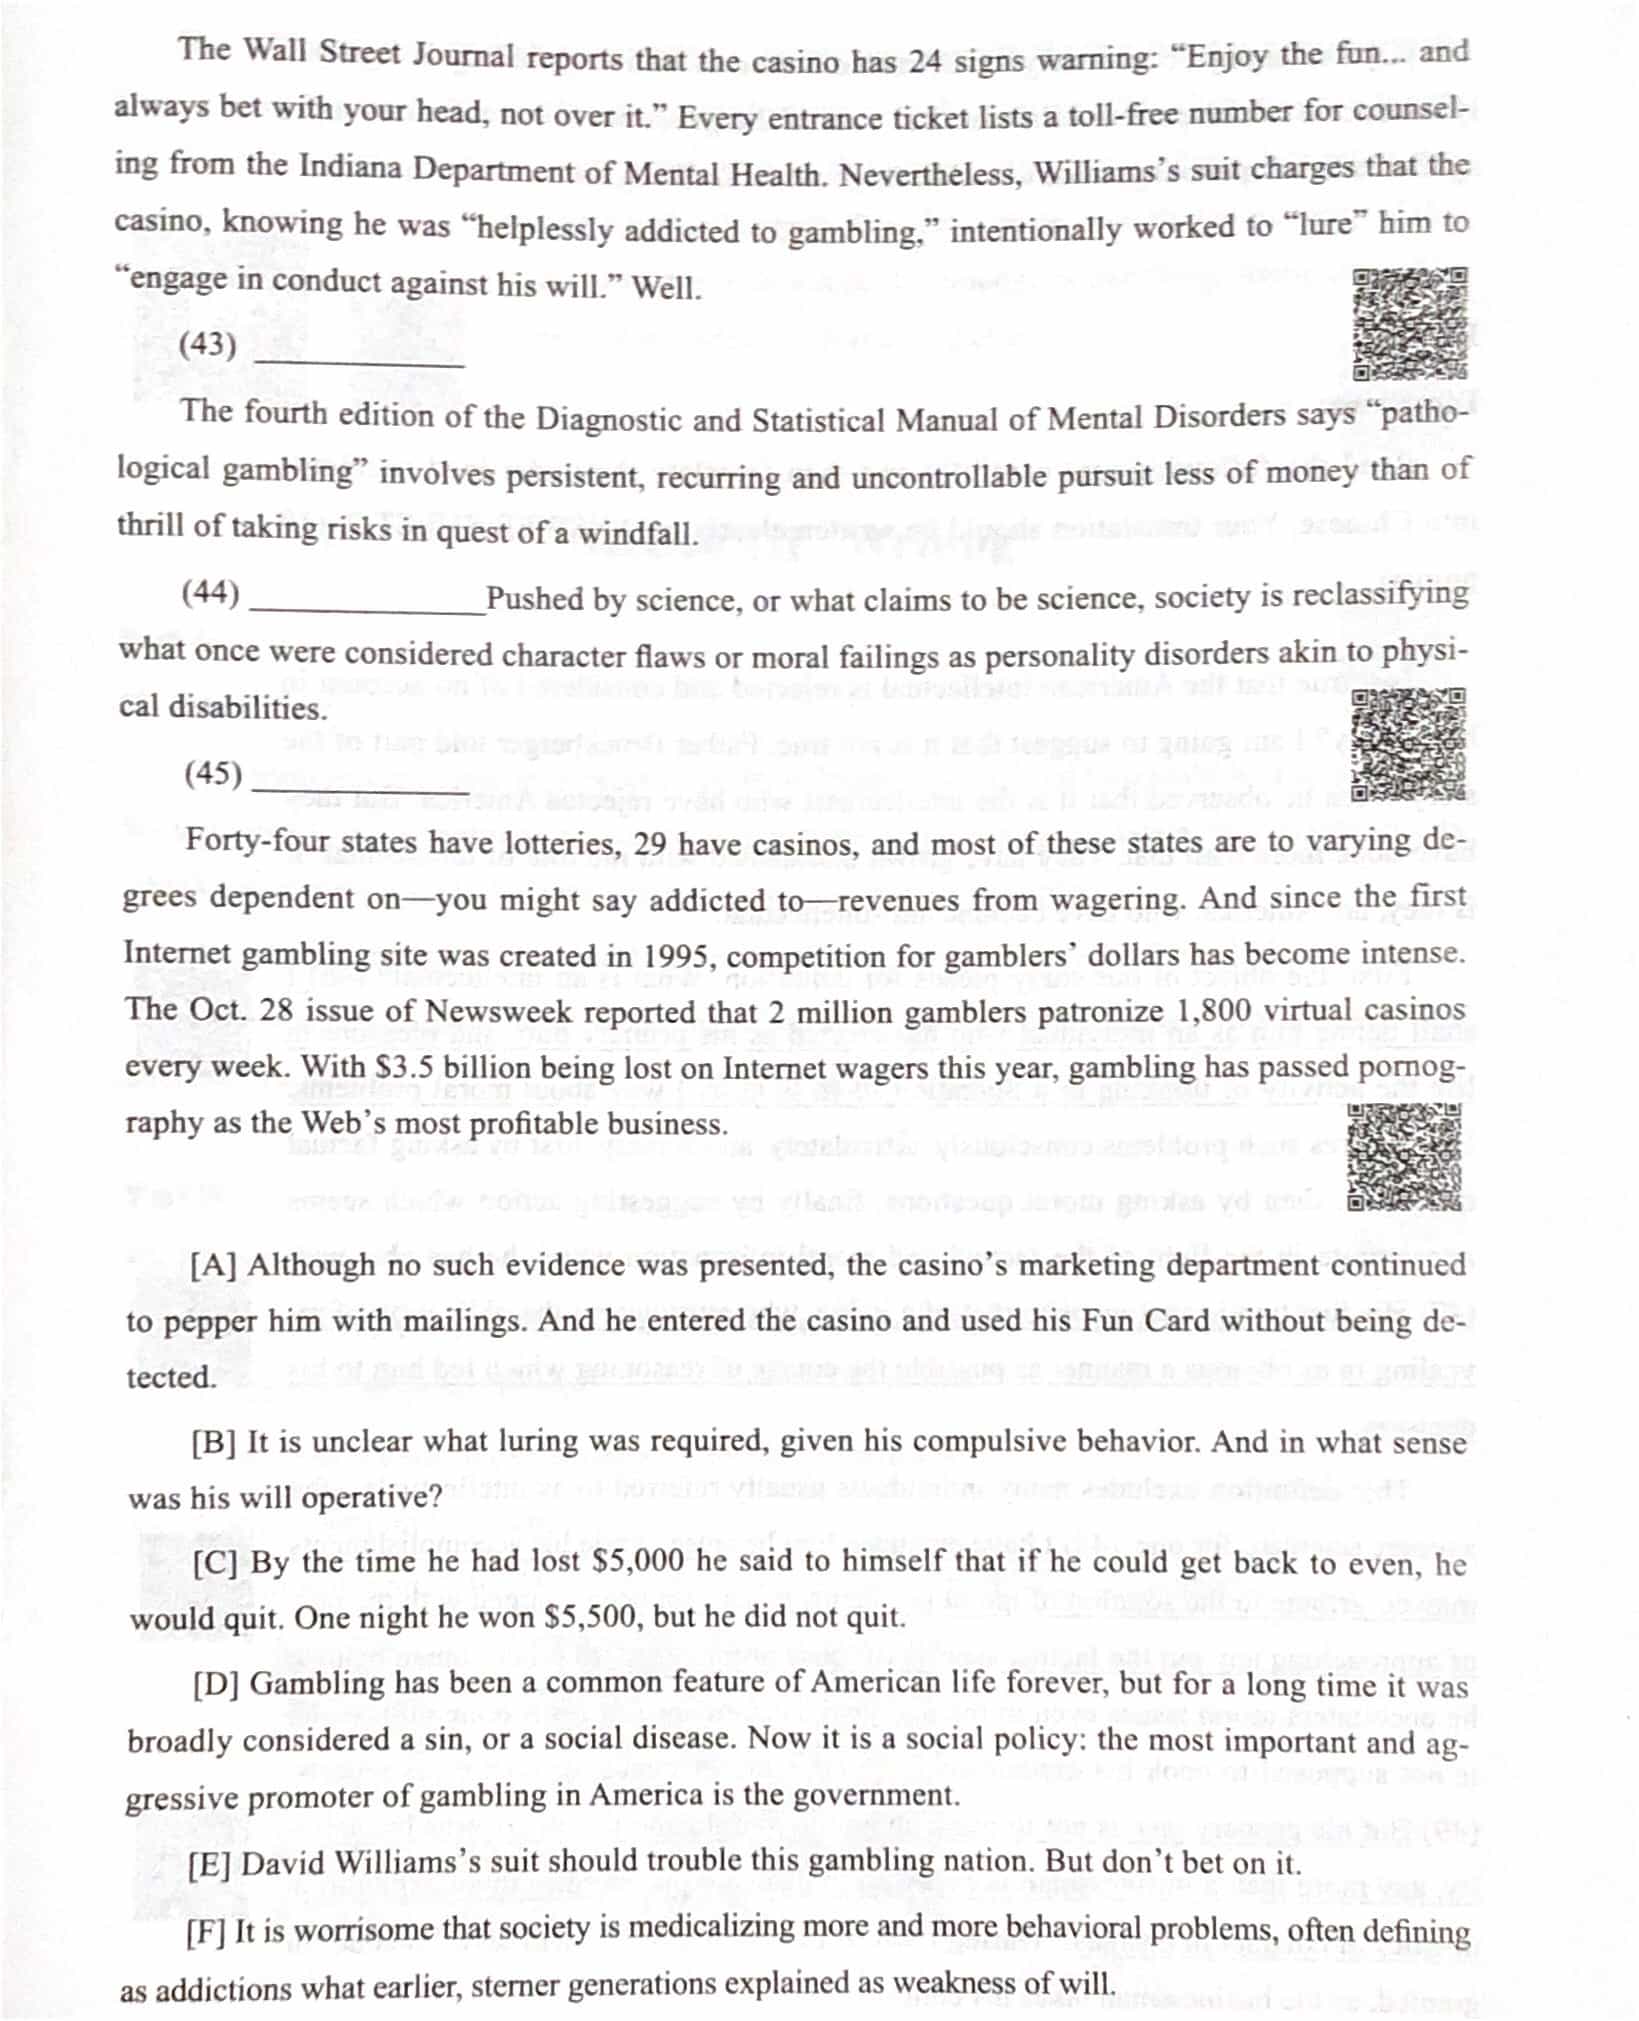 The Wall Street Journal reports that the casino has 24 signs warning: “Enjoy the fun... and
always bet with your head, not over it.” Every entrance ticket lists a toll-free number for counsel-
ing from the Indiana Department of Mental Health. Nevertheless, Williams’s suit charges that the
casino, knowing he was “helplessly addicted to gambling,” intentionally worked to “lure” him to
“engage in conduct against his will.” Well.
(43) ____________
The fourth edition of the Diagnostic and Statistical Manual of Mental Disorders says “patho-
logical gambling” involves persistent, recurring and uncontrollable pursuit less of money than of
thrill of taking risks in quest of a windfall.
(44) ____________Pushed by science, or what claims to be science, society is reclassifying
what once were considered character flaws or moral failings as personality disorders akin to physi-
cal disabilities.
(45) ____________
Forty-four states have lotteries, 29 have casinos, and most of these states are to varying de-
grees dependent on—you might say addicted to—revenues from wagering. And since the first
Internet gambling site was created in 1995, competition for gamblers’ dollars has become intense.
The Oct. 28 issue of Newsweek reported that 2 million gamblers patronize 1,800 virtual casinos
every week. With $3.5 billion being lost on Internet wagers this year, gambling has passed pornog-
raphy as the Web’s most profitable business.
[A] Although no such evidence was presented, the casino’s marketing department continued
to pepper him with mailings. And he entered the casino and used his Fun Card without being de-
tected.
[B] It is unclear what luring was required, given his compulsive behavior. And in what sense
was his will operative?
[C] By the time he had lost $5,000 he said to himself that if he could get back to even, he
would quit. One night he won $5,500, but he did not quit.
[D] Gambling has been a common feature of American life forever, but for a long time it was
broadly considered a sin, or a social disease. Now it is a social policy: the most important and ag-
gressive promoter of gambling in America is the government.
[E] David Williams’s suit should trouble this gambling nation. But don’t bet on it.
[F] It is worrisome that society is medicalizing more and more behavioral problems, often defining
as addictions what earlier, sterner generations explained as weakness of will.